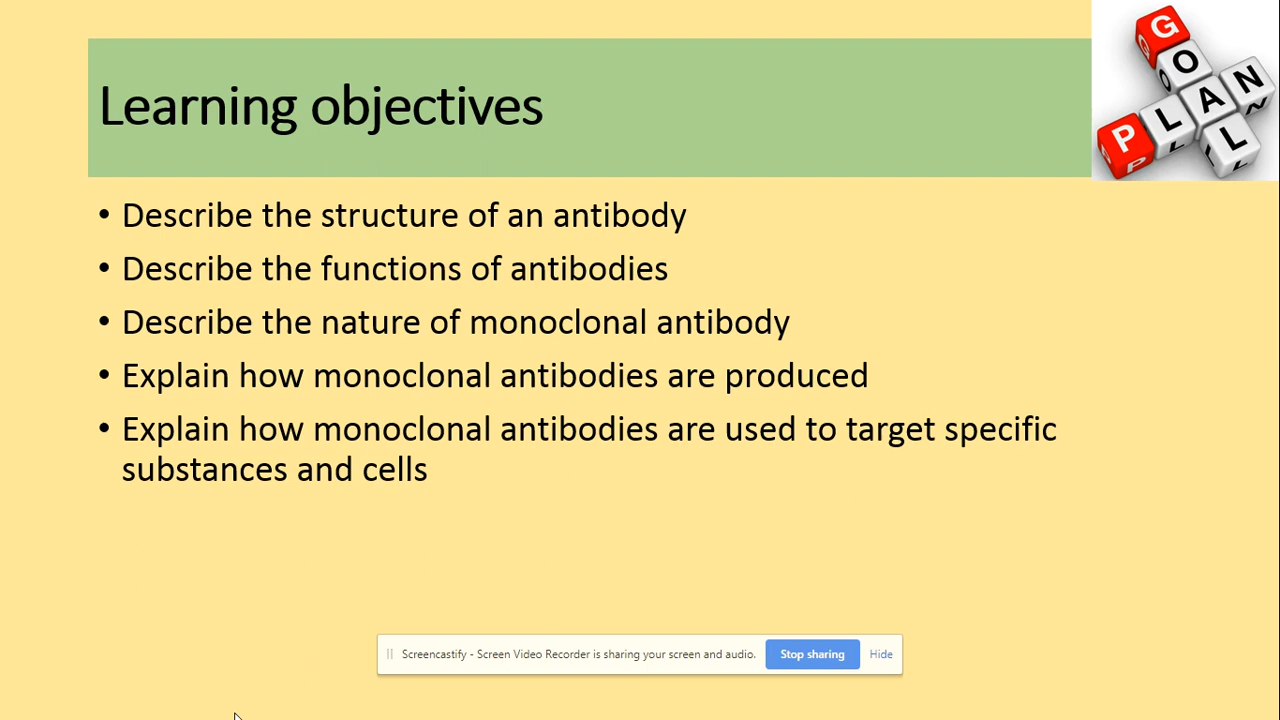 Learning objectives
G
O
PLAN
L
• Describe the structure of an antibody
• Describe the functions of antibodies
• Describe the nature of monoclonal antibody
• Explain how monoclonal antibodies are produced
• Explain how monoclonal antibodies are used to target specific
substances and cells
Screencastify - Screen Video Recorder is sharing your screen and audio. Stop sharing Hide